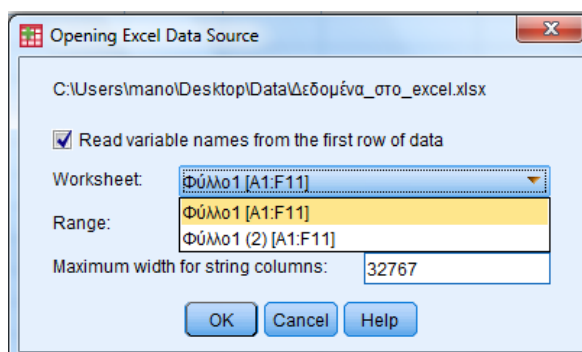 Opening Excel Data Source
C:\Users\mano\Desktop\Data\Δεδομένα_στο_excel.xlsx
Read variable names from the first row of data
Worksheet: Φύλλο1 [A1:F11]
Φύλλο1 [A1:F11]
Range:
Φύλλο1 (2) [A1:F11]
Maximum width for string columns: 32767
OK Cancel Help